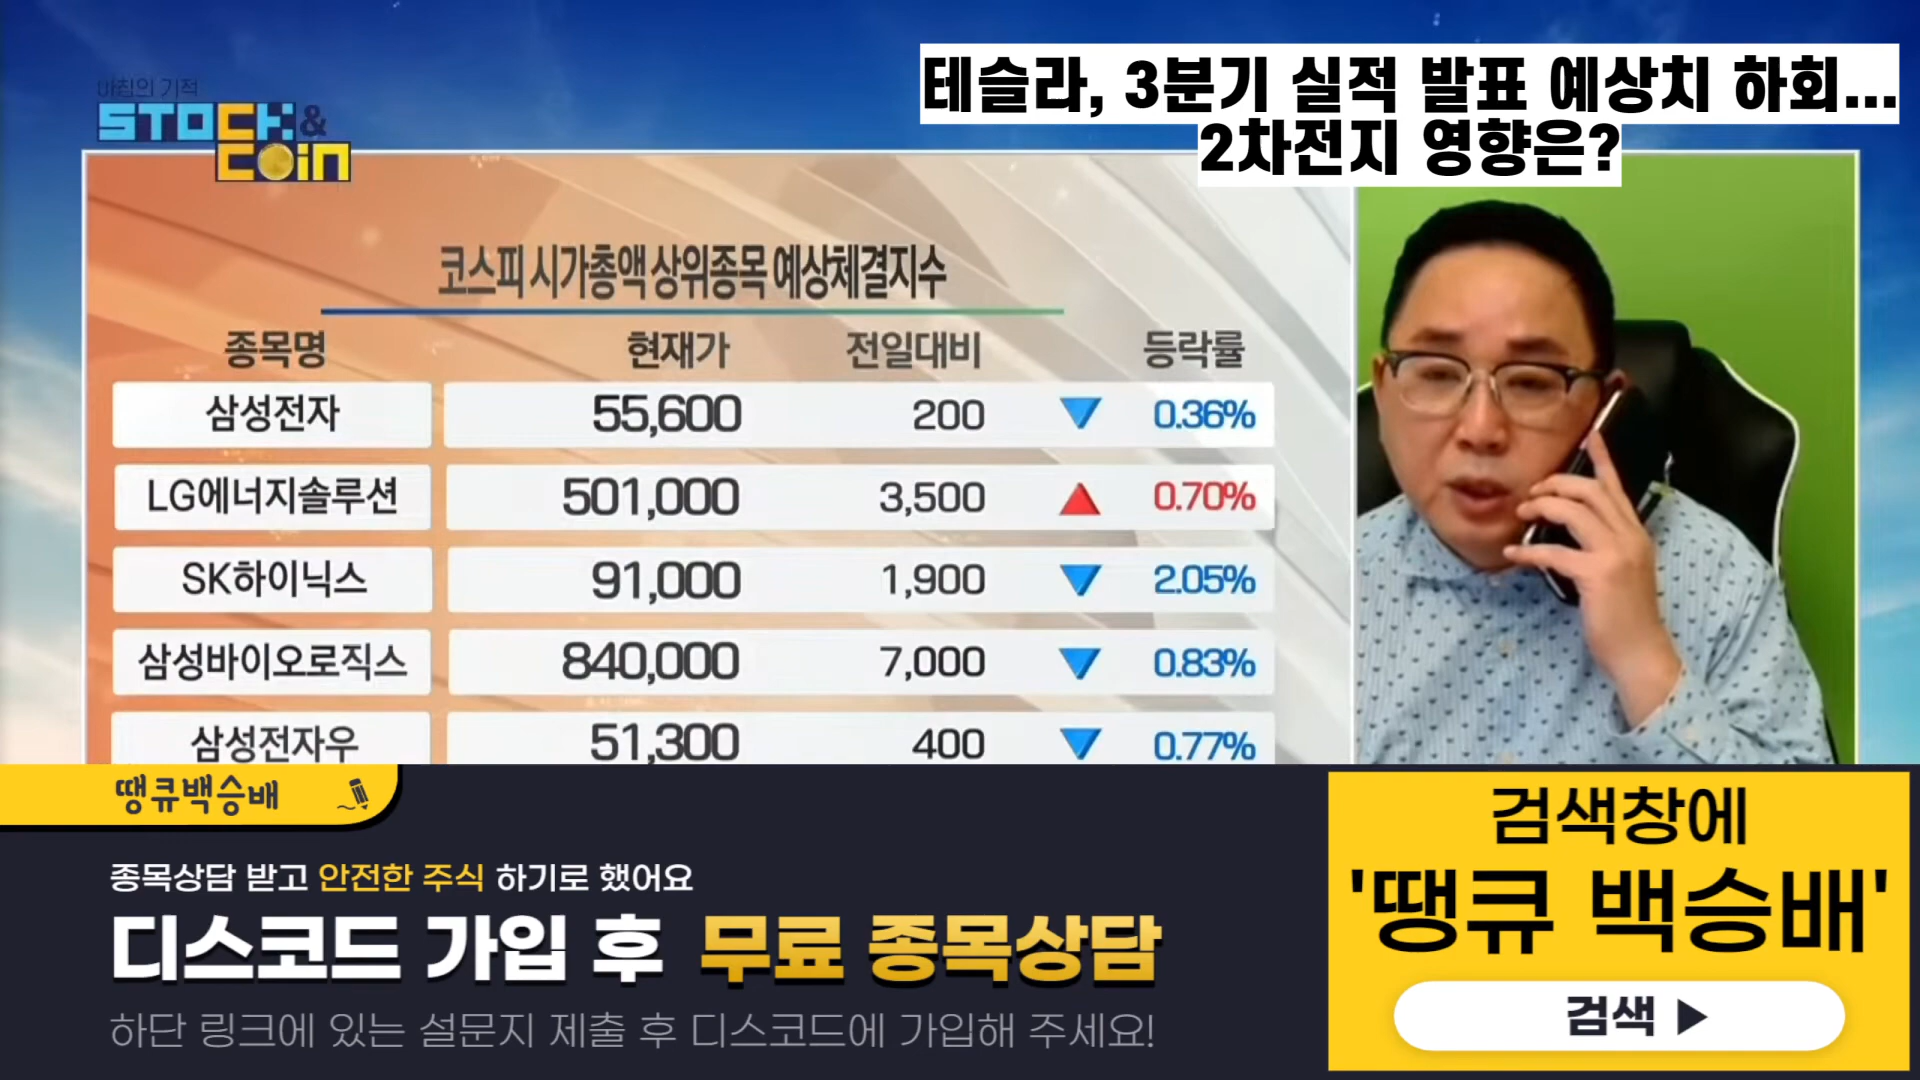 아침의 기적
STOCK &
COIN
테슬라, 3분기 실적 발표 예상치 하회...
2차전지 영향은?
코스피 시가총액 상위종목 예상체결지수
종목명 현재가 전일대비 등락률
삼성전자 55,600 200 ▼ 0.36%
LG에너지솔루션 501,000 3,500 ▲ 0.70%
SK하이닉스 91,000 1,900 ▼ 2.05%
삼성바이오로직스 840,000 7,000 ▼ 0.83%
삼성전자우 51,300 400 ▼ 0.77%
땡큐백승배
종목상담 받고 안전한 주식 하기로 했어요
디스코드 가입 후 무료 종목상담
하단 링크에 있는 설문지 제출 후 디스코드에 가입해 주세요!
검색창에
'땡큐 백승배'
검색 ▶